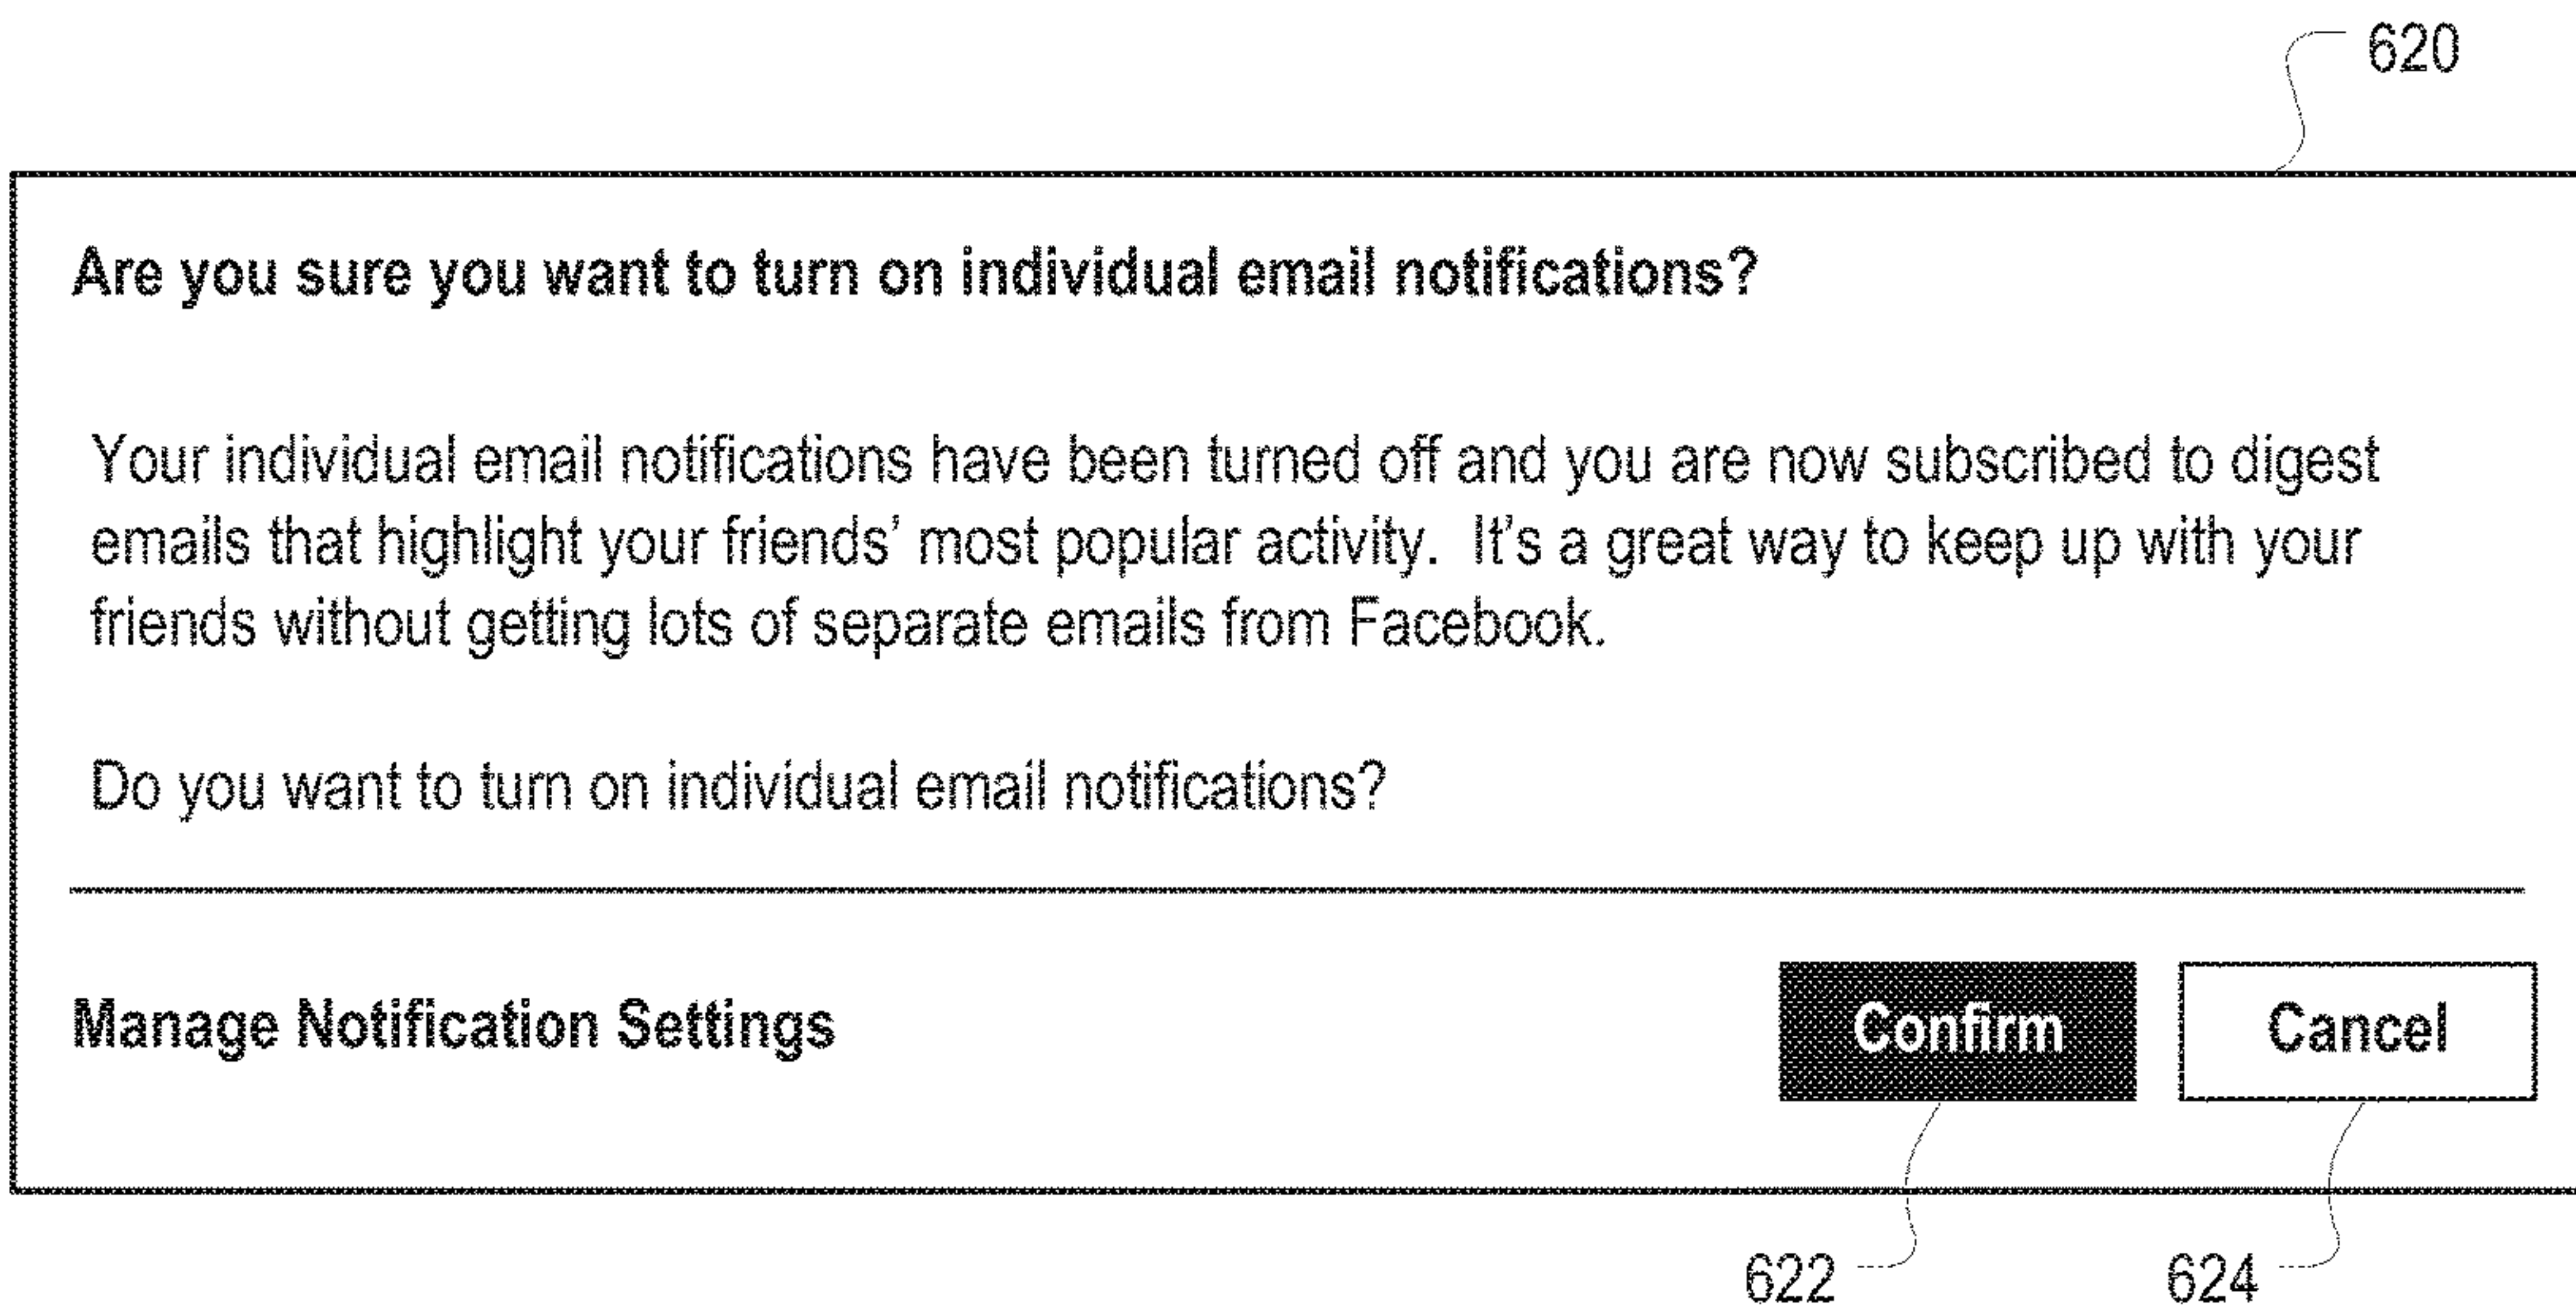 620
Are you sure you want to turn on individual email notifications?
Your individual email notifications have been turned off and you are now subscribed to digest
emails that highlight your friends’ most popular activity.  It’s a great way to keep up with your
friends without getting lots of separate emails from Facebook.
Do you want to turn on individual email notifications?
Manage Notification Settings
Confirm
Cancel
622
624